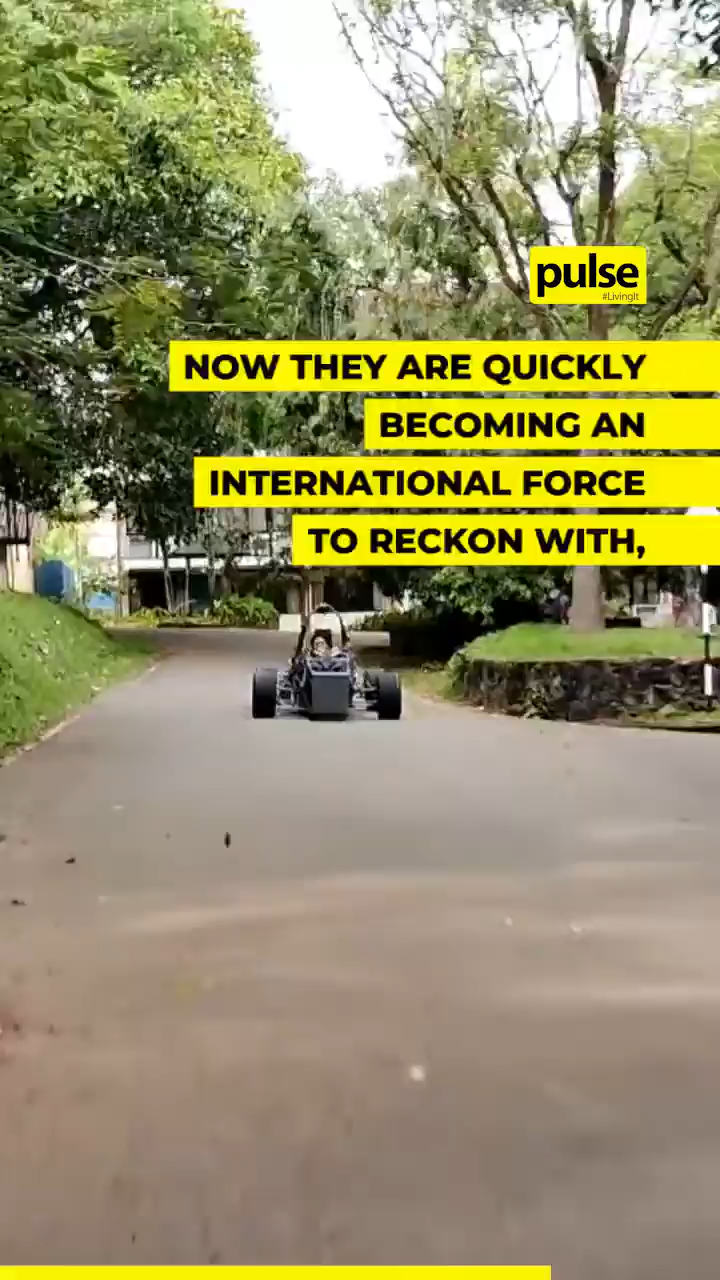 pulse
#LivingIt
NOW THEY ARE QUICKLY
BECOMING AN
INTERNATIONAL FORCE
TO RECKON WITH,